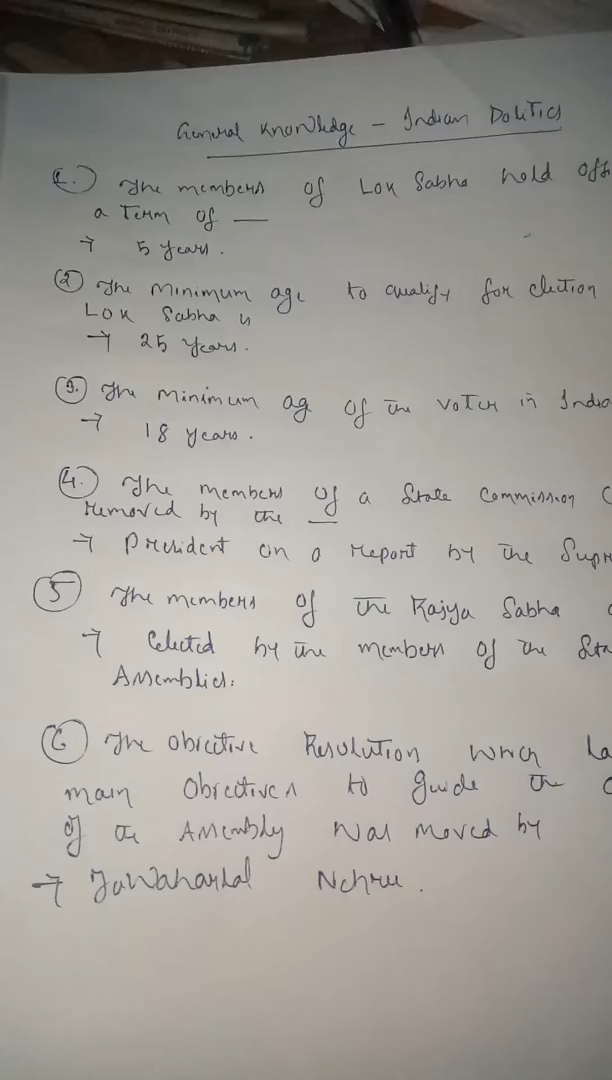 General Knowledge - Indian Politics
1.) The members of Lok Sabha hold
a Term of __
→ 5 years.
2) The Minimum age to qualify for election
Lok Sabha is
→ 25 Years.
3. The Minimum ag of the Voter in India
→ 18 years.
4. The members of a State Commission
removed by the __
→ President on a report by the
5 The members of the Rajya Sabha
→ elected by the members of the
Assemblies.
6 The Objective Resolution which
main Objectives to guide the
of the Assembly was moved by
→ Jawaharlal Nehru.